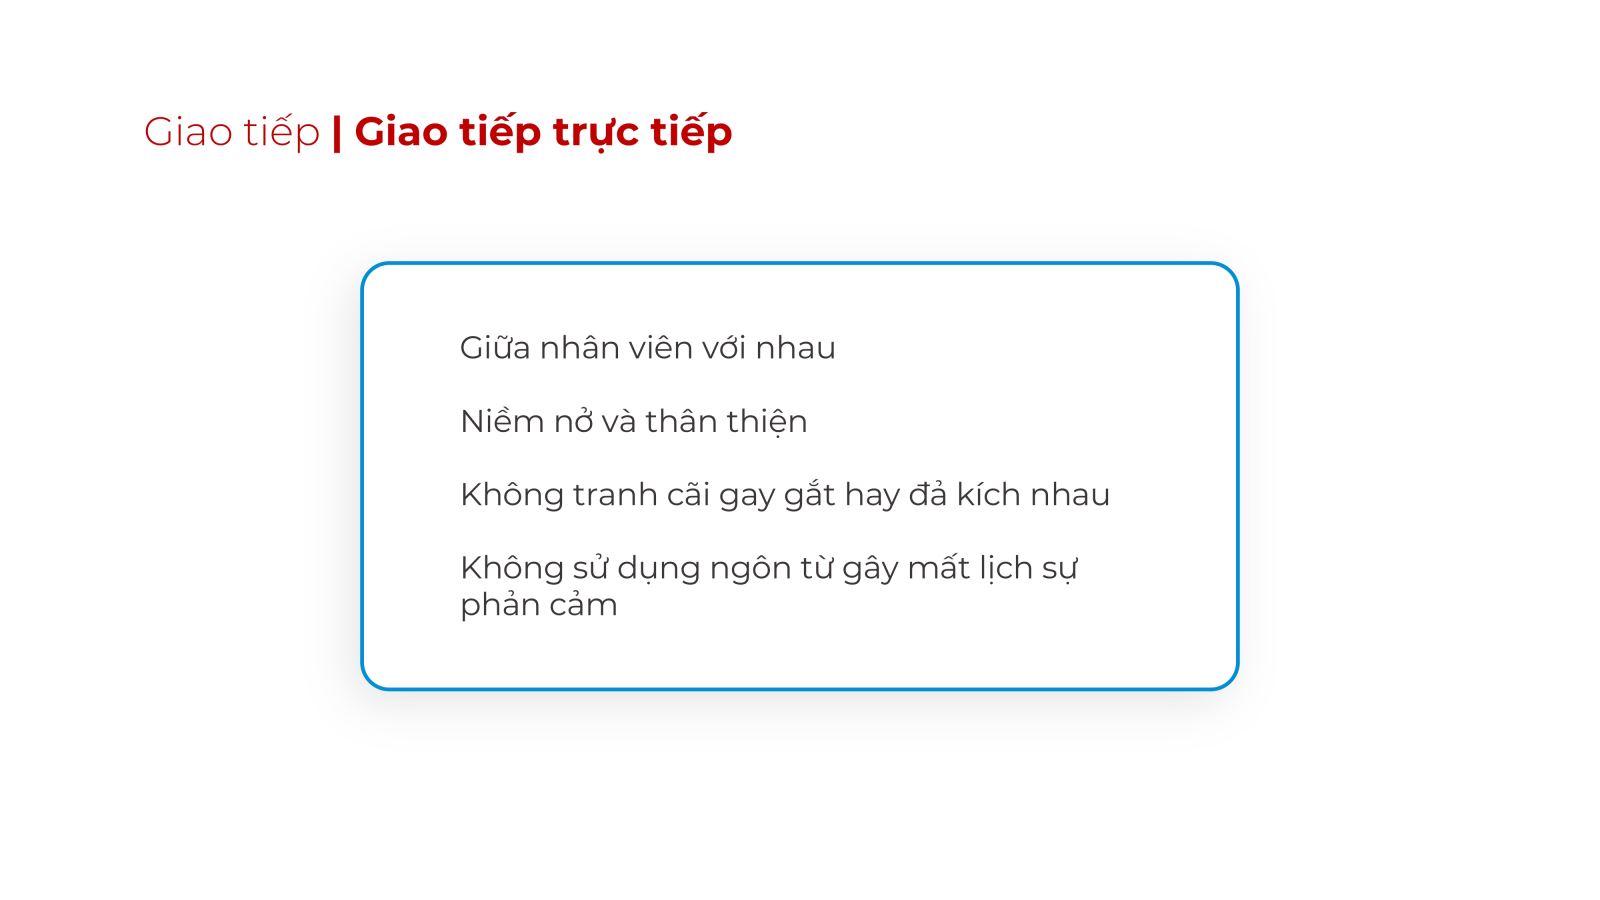 Giao tiếp | Giao tiếp trực tiếp
Giữa nhân viên với nhau
Niềm nở và thân thiện
Không tranh cãi gay gắt hay đả kích nhau
Không sử dụng ngôn từ gây mất lịch sự
phản cảm